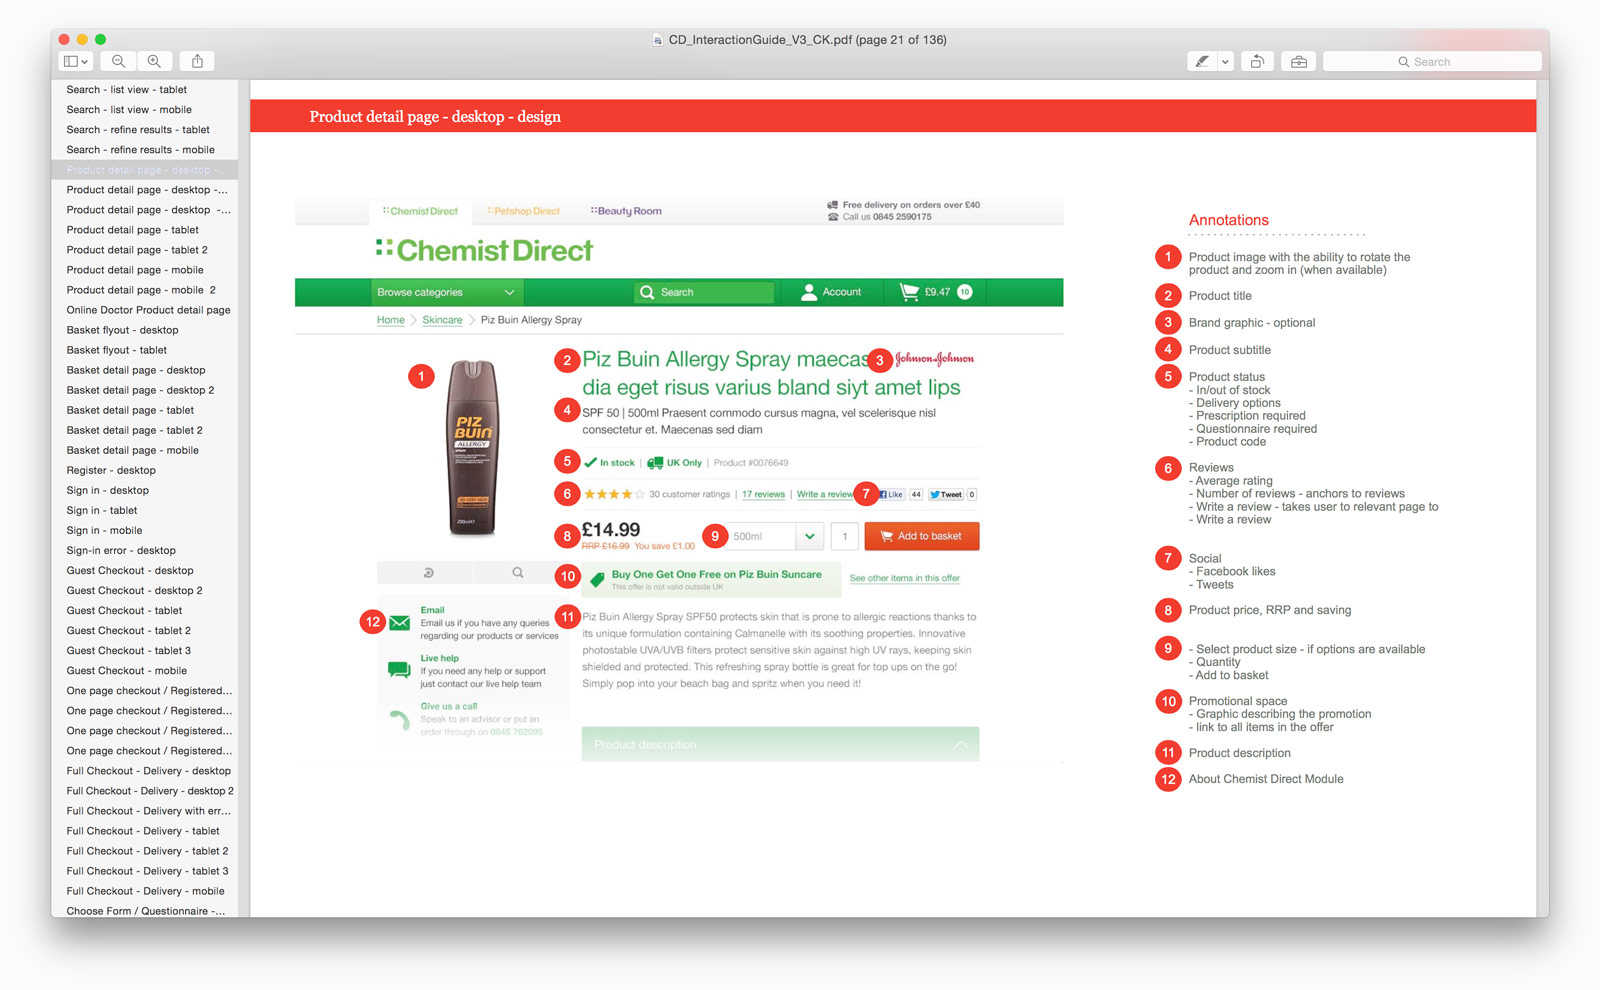 CD_InteractionGuide_V3_CK.pdf (page 21 of 136)
Search
Search - list view - tablet
Search - list view - mobile
Search - refine results - tablet
Search - refine results - mobile
Product detail page - desktop -...
Product detail page - desktop -...
Product detail page - desktop -...
Product detail page - tablet
Product detail page - tablet 2
Product detail page - mobile
Product detail page - mobile 2
Online Doctor Product detail page
Basket flyout - desktop
Basket flyout - tablet
Basket detail page - desktop
Basket detail page - desktop 2
Basket detail page - tablet
Basket detail page - tablet 2
Basket detail page - mobile
Register - desktop
Sign in - desktop
Sign in - tablet
Sign in - mobile
Sign-in error - desktop
Guest Checkout - desktop
Guest Checkout - desktop 2
Guest Checkout - tablet
Guest Checkout - tablet 2
Guest Checkout - tablet 3
Guest Checkout - mobile
One page checkout / Registered...
One page checkout / Registered...
One page checkout / Registered...
One page checkout / Registered...
Full Checkout - Delivery - desktop
Full Checkout - Delivery - desktop 2
Full Checkout - Delivery with err...
Full Checkout - Delivery - tablet
Full Checkout - Delivery - tablet 2
Full Checkout - Delivery - tablet 3
Full Checkout - Delivery - mobile
Choose Form / Questionnaire -...
Product detail page - desktop - design
Chemist Direct Petshop Direct Beauty Room
Free delivery on orders over £40
Call us 0845 2590175
Chemist Direct
Browse categories Search Account £9.47 10
Home Skincare Piz Buin Allergy Spray
1
PIZ BUIN
ALLERGY
SPRAY
200ml
2 Piz Buin Allergy Spray maecas 3 Johnson & Johnson
dia eget risus varius bland siyt amet lips
4 SPF 50 | 500ml Praesent commodo cursus magna, vel scelerisque nisl
consectetur et. Maecenas sed diam
5 In stock | UK Only | Product #0076649
6 30 customer ratings | 17 reviews | Write a review 7 Like 44 Tweet 0
8 £14.99 9 500ml 1 Add to basket
RRP £16.99 You save £1.00
10 Buy One Get One Free on Piz Buin Suncare See other items in this offer
This offer is not valid outside UK
11 Piz Buin Allergy Spray SPF50 protects skin that is prone to allergic reactions thanks to
its unique formulation containing Calmanelle with its soothing properties. Innovative
photostable UVA/UVB filters protect sensitive skin against high UV rays, keeping skin
shielded and protected. This refreshing spray bottle is great for top ups on the go!
Simply pop into your beach bag and spritz when you need it!
Product description
12 Email
Email us if you have any queries
regarding our products or services
Live help
If you need any help or support
just contact our live help team
Give us a call
Speak to an advisor or put an
order through on 0845 762095
Annotations
1 Product image with the ability to rotate the
product and zoom in (when available)
2 Product title
3 Brand graphic - optional
4 Product subtitle
5 Product status
- In/out of stock
- Delivery options
- Prescription required
- Questionnaire required
- Product code
6 Reviews
- Average rating
- Number of reviews - anchors to reviews
- Write a review - takes user to relevant page to
- Write a review
7 Social
- Facebook likes
- Tweets
8 Product price, RRP and saving
9 - Select product size - if options are available
- Quantity
- Add to basket
10 Promotional space
- Graphic describing the promotion
- link to all items in the offer
11 Product description
12 About Chemist Direct Module